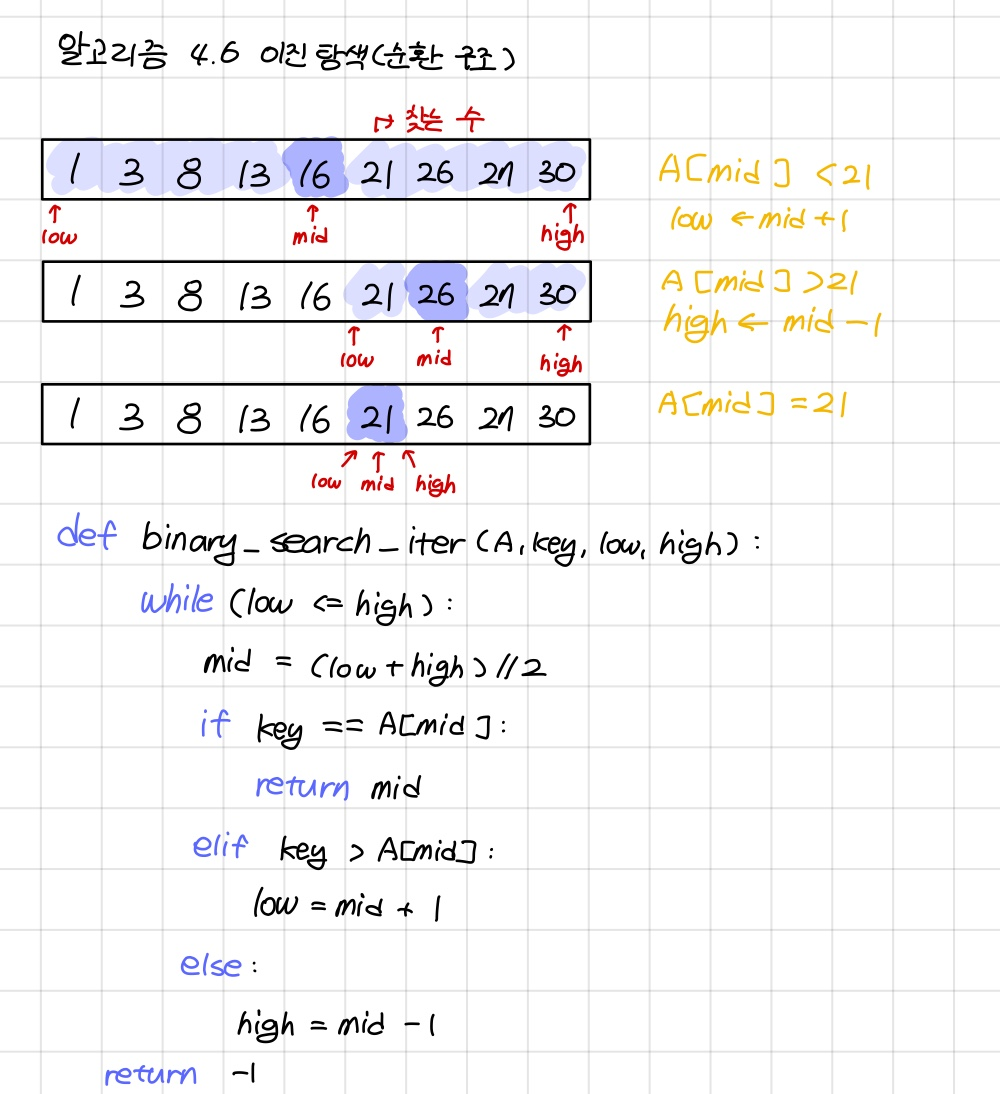 알고리즘 4.6 이진 탐색(순환 구조)
↦ 찾는 수
1 3 8 13 16 21 26 27 30
A[mid] < 21
low ← mid + 1
↑ ↑ ↑
low mid high
1 3 8 13 16 21 26 27 30
A[mid] > 21
high ← mid - 1
↑ ↑ ↑
low mid high
1 3 8 13 16 21 26 27 30
A[mid] = 21
↗ ↑ ↖
low mid high
def binary_search_iter (A, key, low, high) :
while (low <= high) :
mid = (low + high) // 2
if key == A[mid] :
return mid
elif key > A[mid] :
low = mid + 1
else :
high = mid - 1
return -1